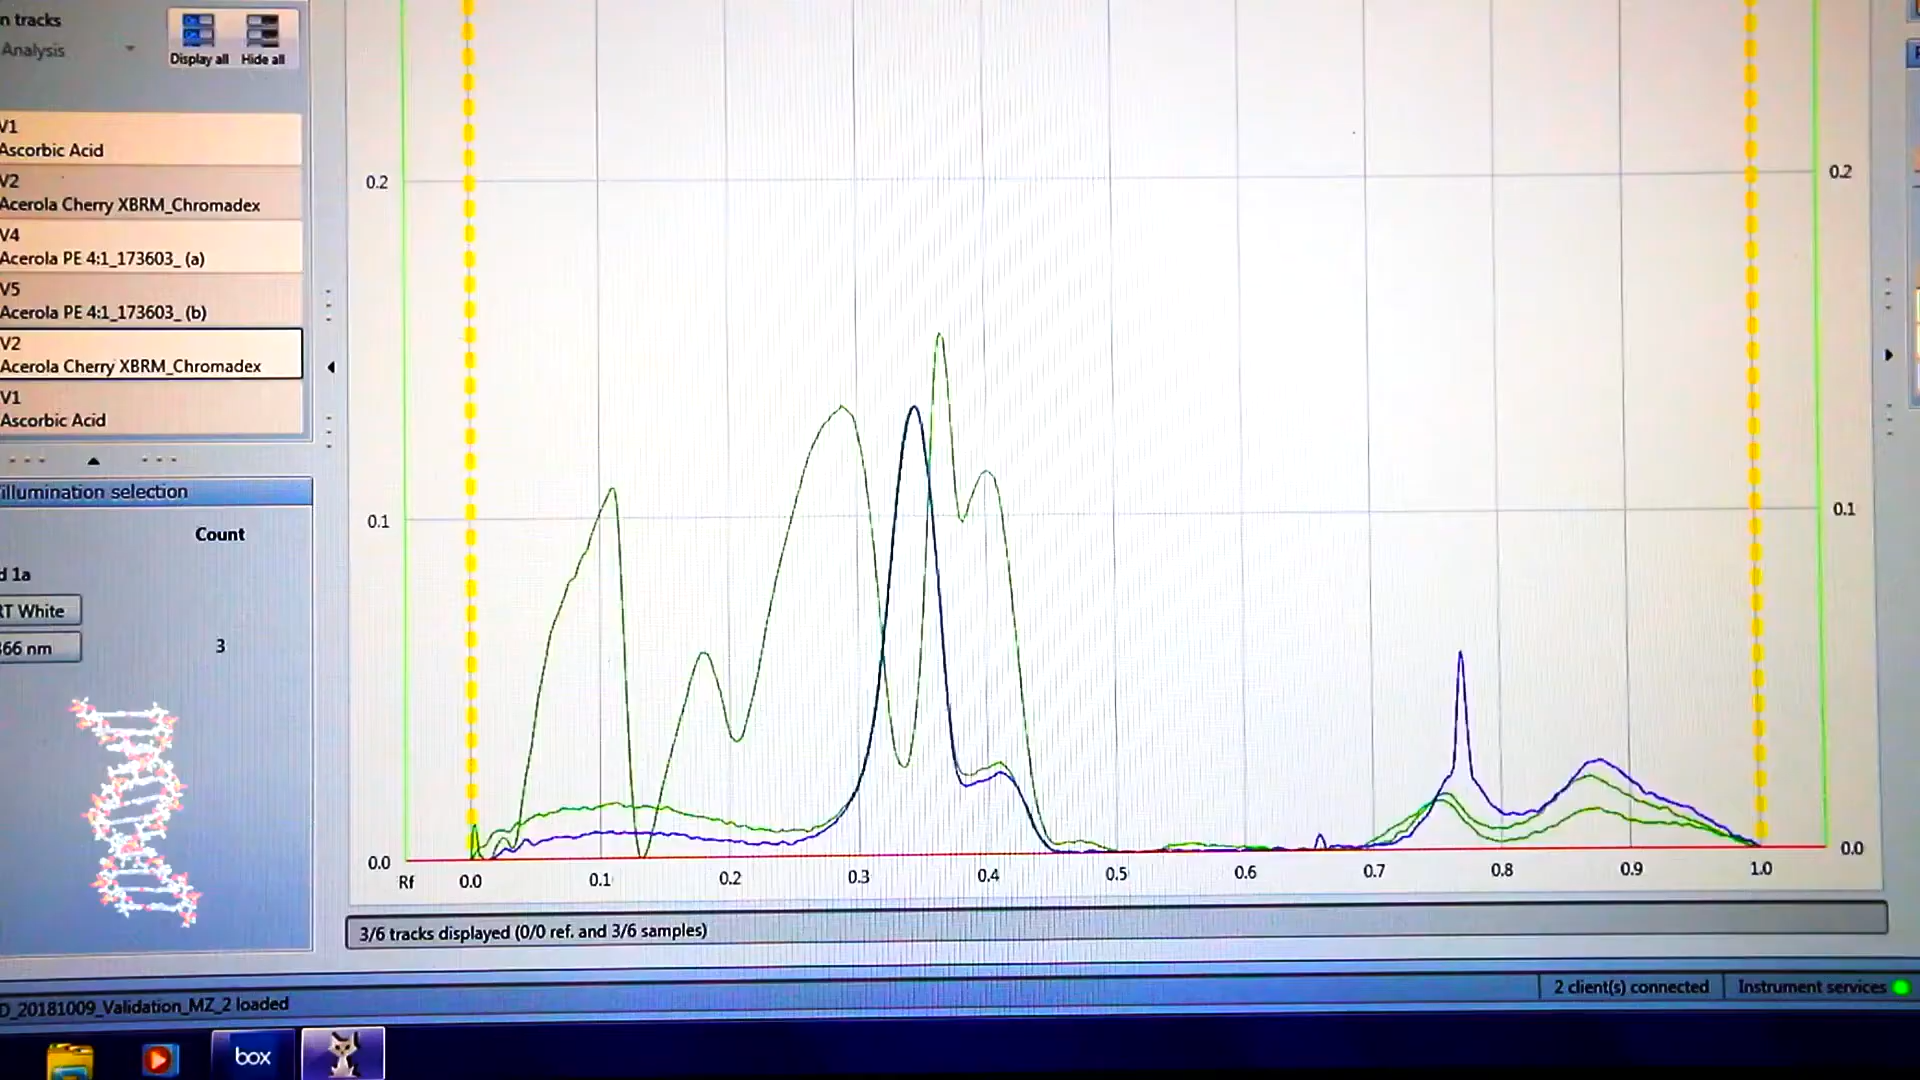 n tracks
Analysis
Display all
Hide all
V1
Ascorbic Acid
V2
Acerola Cherry XBRM_Chromadex
V4
Acerola PE 4:1_173603_ (a)
V5
Acerola PE 4:1_173603_ (b)
V2
Acerola Cherry XBRM_Chromadex
V1
Ascorbic Acid
illumination selection
Count
d 1a
RT White
366 nm
3
0.2
0.2
0.1
0.1
0.0
0.0
Rf
0.0
0.1
0.2
0.3
0.4
0.5
0.6
0.7
0.8
0.9
1.0
3/6 tracks displayed (0/0 ref. and 3/6 samples)
2 client(s) connected
Instrument services
D_20181009_Validation_MZ_2 loaded
box